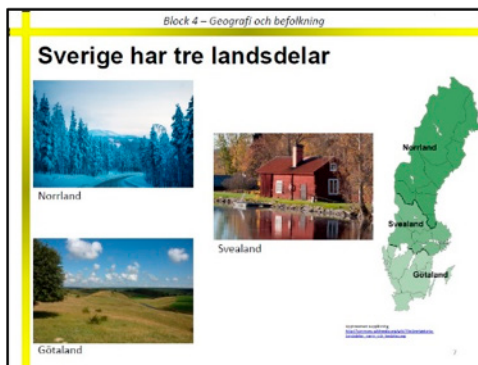 Block 4 – Geografi och befolkning
Sverige har tre landsdelar
Norrland
Svealand
Götaland
Norrland
Svealand
Götaland